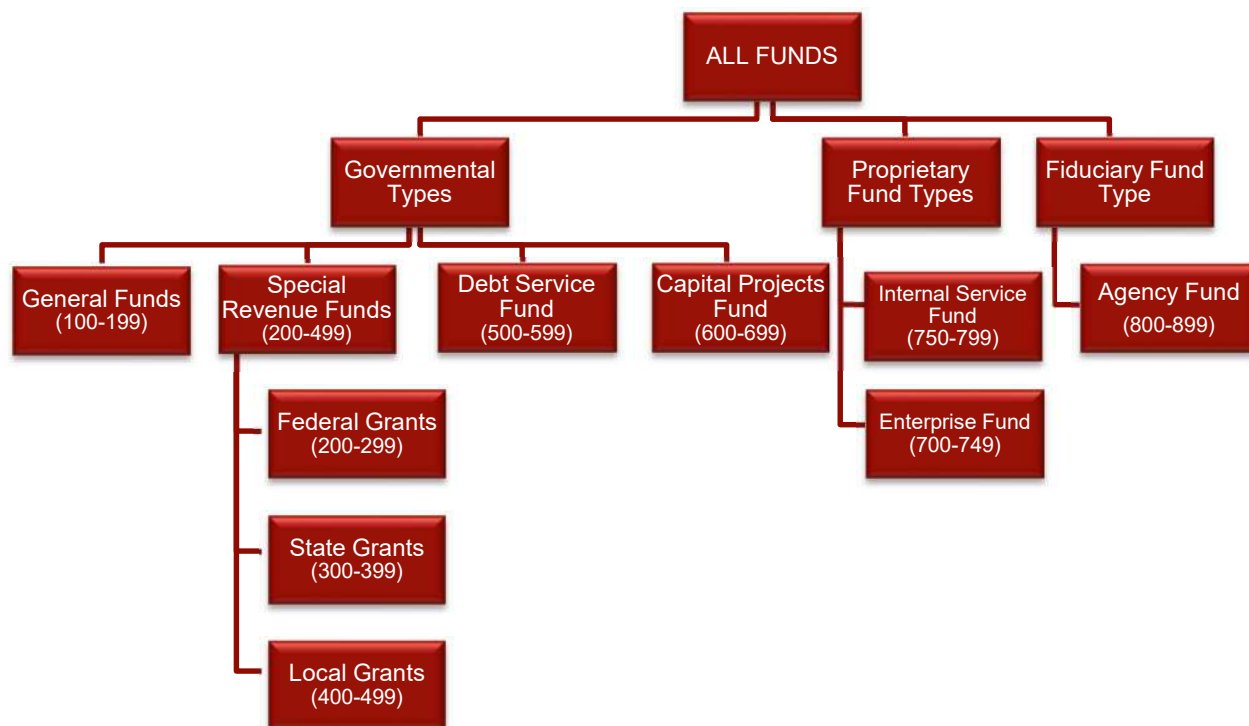 ALL FUNDS
Governmental
Types
Proprietary
Fund Types
Fiduciary Fund
Type
General Funds
(100-199)
Special
Revenue Funds
(200-499)
Debt Service
Fund
(500-599)
Capital Projects
Fund
(600-699)
Internal Service
Fund
(750-799)
Agency Fund
(800-899)
Federal Grants
(200-299)
Enterprise Fund
(700-749)
State Grants
(300-399)
Local Grants
(400-499)